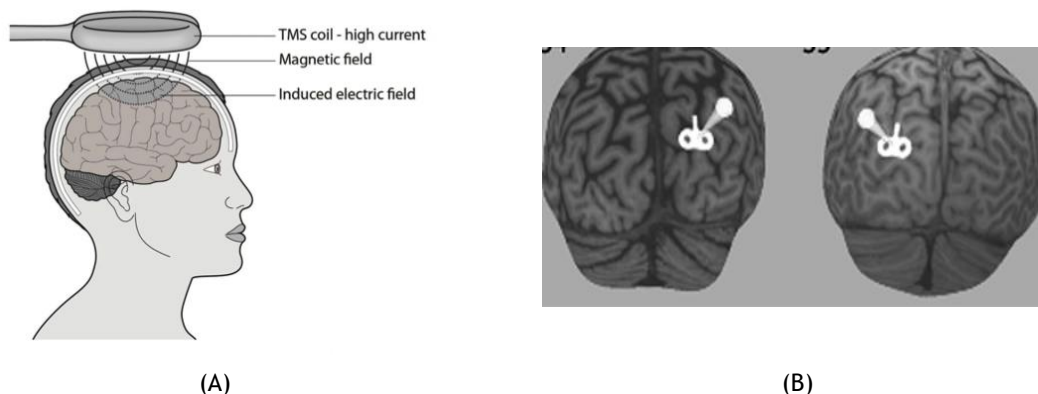 TMS coil - high current
Magnetic field
Induced electric field
(A)
(B)